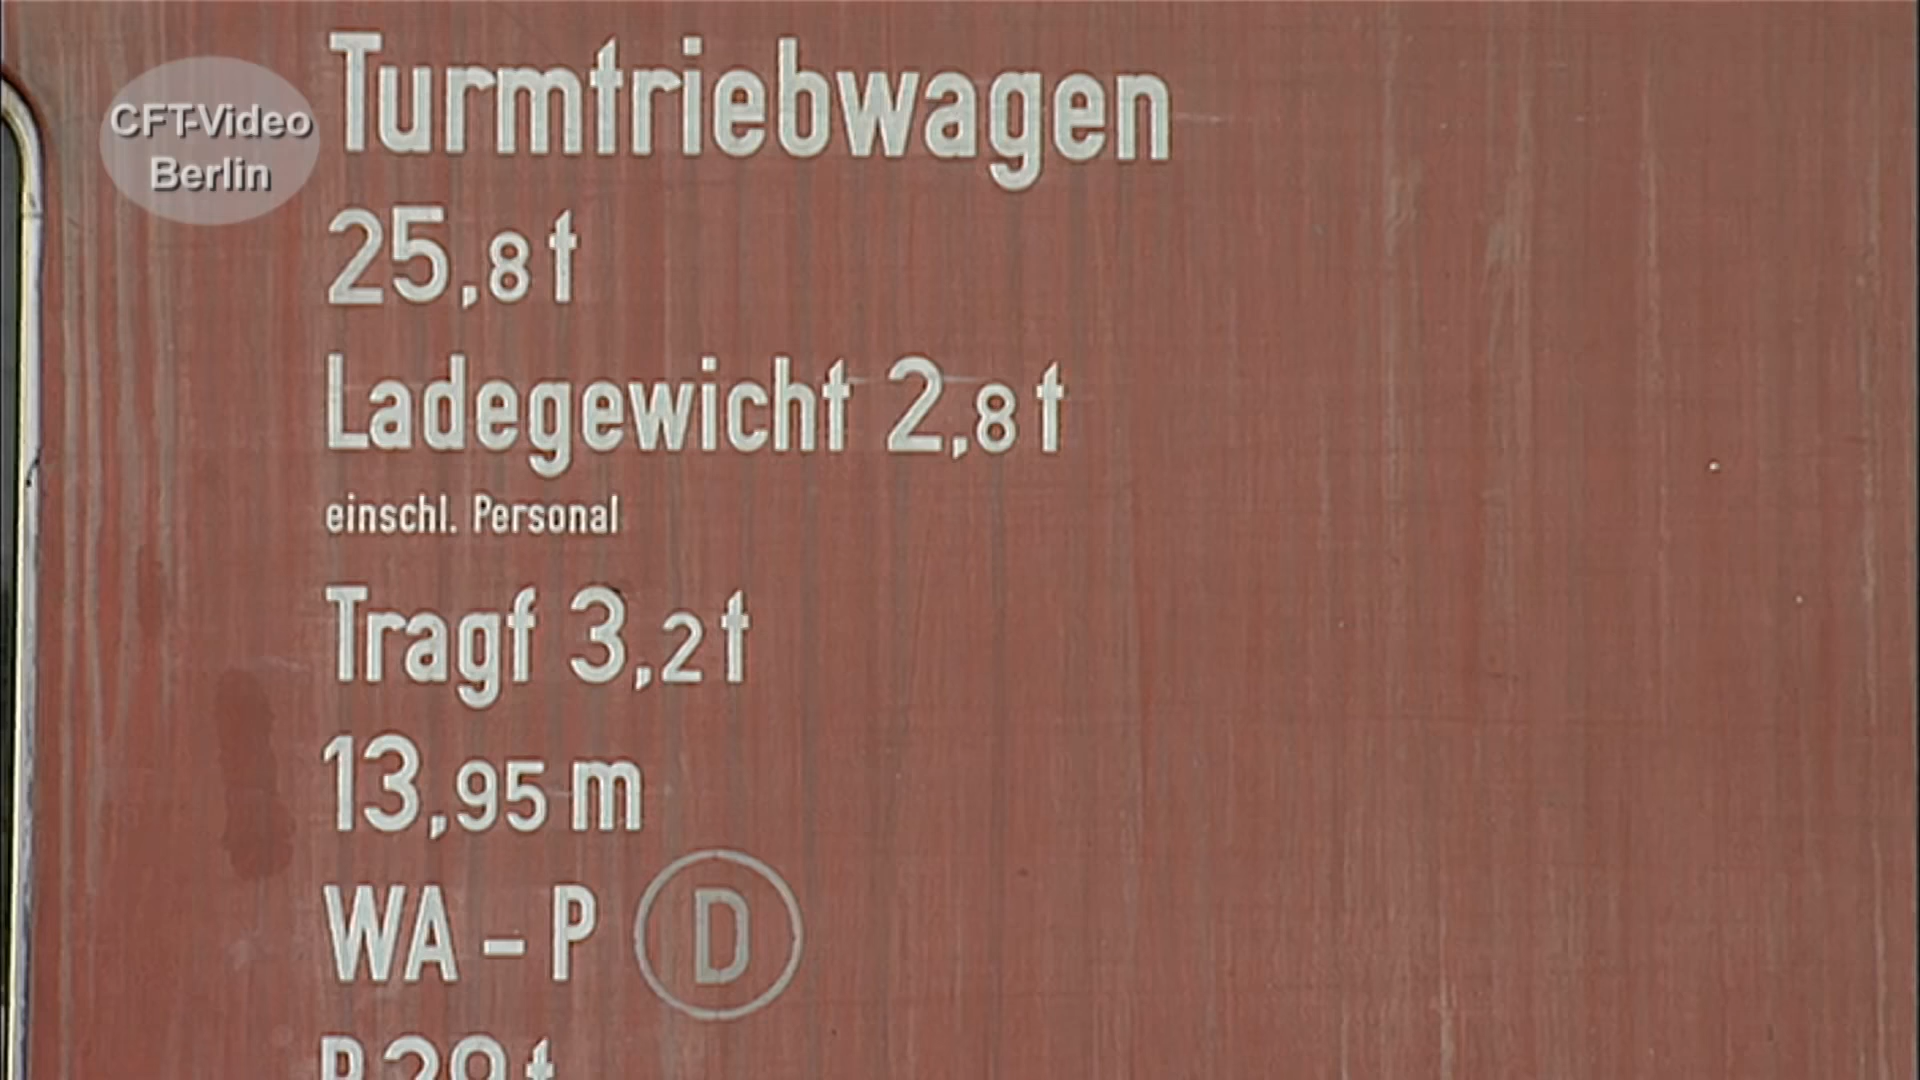 CFT-Video
Berlin
Turmtriebwagen
25,8 t
Ladegewicht 2,8 t
einschl. Personal
Tragf 3,2 t
13,95 m
WA - P D